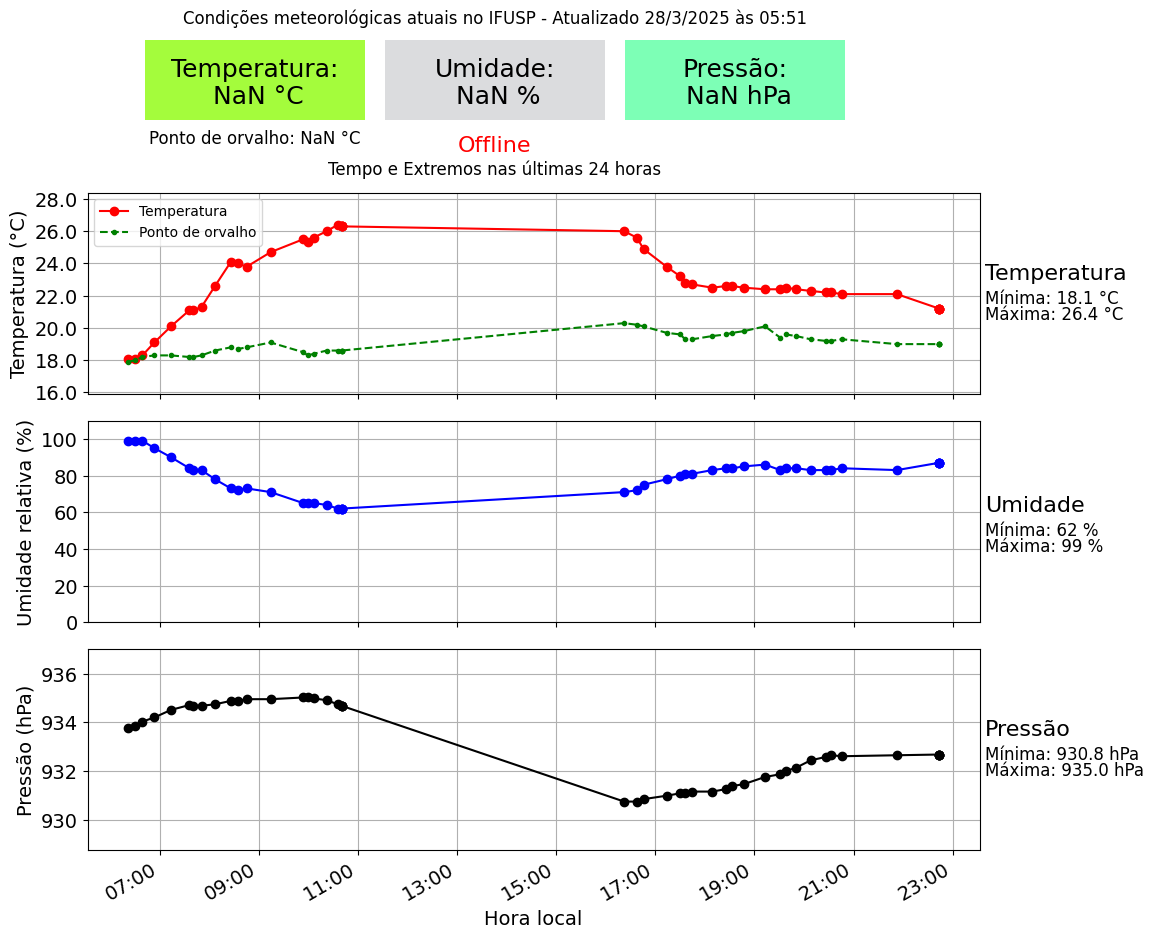 Condições meteorológicas atuais no IFUSP - Atualizado 28/3/2025 às 05:51
Temperatura:
NaN °C
Umidade:
NaN %
Pressão:
NaN hPa
Ponto de orvalho: NaN °C
Offline
Tempo e Extremos nas últimas 24 horas
Temperatura (°C)
28.0
26.0
24.0
22.0
20.0
18.0
16.0
Temperatura
Ponto de orvalho
Temperatura
Mínima: 18.1 °C
Máxima: 26.4 °C
Umidade relativa (%)
100
80
60
40
20
0
Umidade
Mínima: 62 %
Máxima: 99 %
Pressão (hPa)
936
934
932
930
Pressão
Mínima: 930.8 hPa
Máxima: 935.0 hPa
07:00
09:00
11:00
13:00
15:00
17:00
19:00
21:00
23:00
Hora local